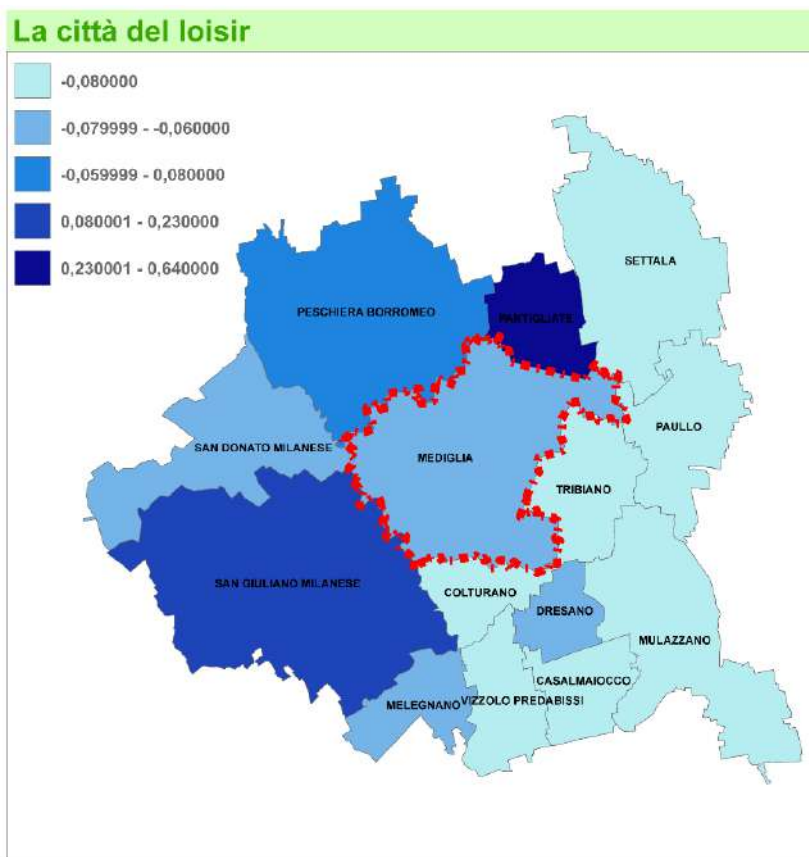 La città del loisir
-0,080000
-0,079999 - -0,060000
-0,059999 - 0,080000
0,080001 - 0,230000
0,230001 - 0,640000
SETTALA
PESCHIERA BORROMEO
PANTIGLIATE
PAULLO
SAN DONATO MILANESE
MEDIGLIA
TRIBIANO
SAN GIULIANO MILANESE
COLTURANO
DRESANO
MULAZZANO
CASALMAIOCCO
MELEGNANO
VIZZOLO PREDABISSI